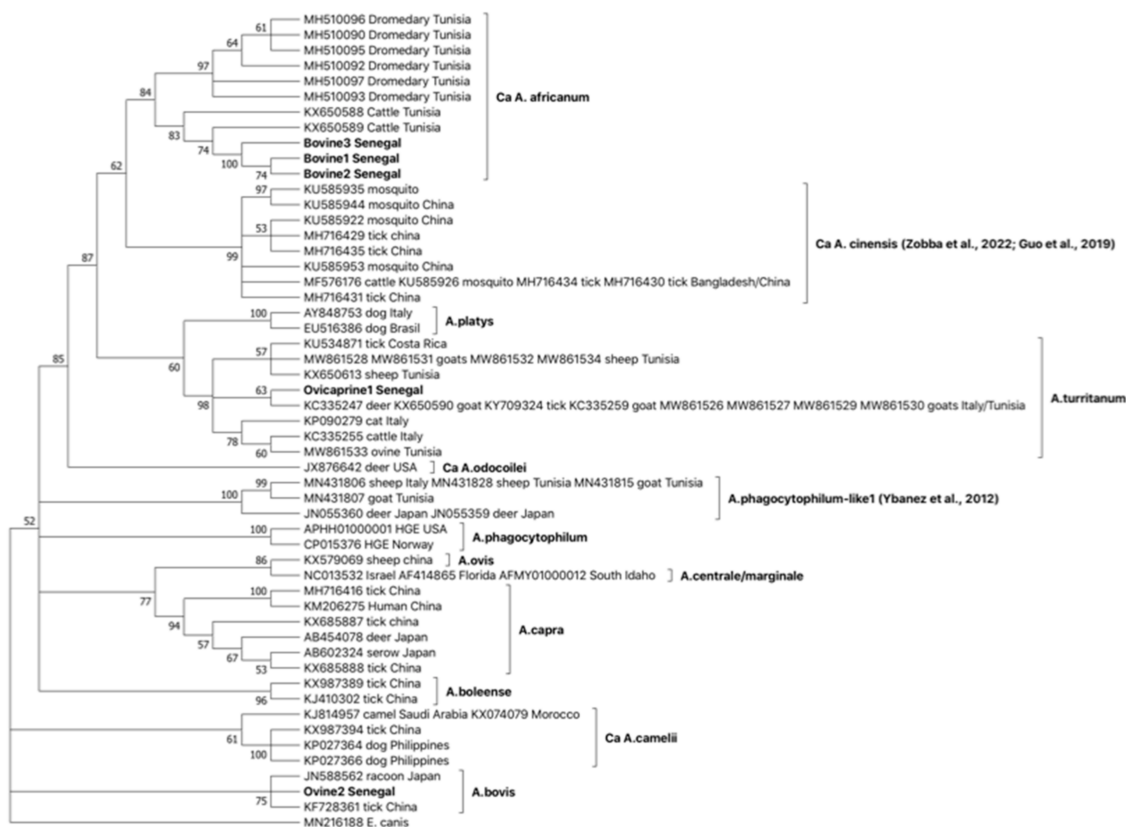 MH510096 Dromedary Tunisia
MH510090 Dromedary Tunisia
MH510095 Dromedary Tunisia
MH510092 Dromedary Tunisia
MH510097 Dromedary Tunisia
MH510093 Dromedary Tunisia
KX650588 Cattle Tunisia
KX650589 Cattle Tunisia
Bovine3 Senegal
Bovine1 Senegal
Bovine2 Senegal
Ca A. africanum
KU585935 mosquito
KU585944 mosquito China
KU585922 mosquito China
MH716429 tick china
MH716435 tick China
KU585953 mosquito China
MF576176 cattle KU585926 mosquito MH716434 tick MH716430 tick Bangladesh/China
MH716431 tick China
Ca A. cinensis (Zobba et al., 2022; Guo et al., 2019)
AY848753 dog Italy
EU516386 dog Brasil
A.platys
KU534871 tick Costa Rica
MW861528 MW861531 goats MW861532 MW861534 sheep Tunisia
KX650613 sheep Tunisia
Ovicaprine1 Senegal
KC335247 deer KX650590 goat KY709324 tick KC335259 goat MW861526 MW861527 MW861529 MW861530 goats Italy/Tunisia
KP090279 cat Italy
KC335255 cattle Italy
MW861533 ovine Tunisia
A.turritanum
JX876642 deer USA
Ca A.odocoilei
MN431806 sheep Italy MN431828 sheep Tunisia MN431815 goat Tunisia
MN431807 goat Tunisia
JN055360 deer Japan JN055359 deer Japan
A.phagocytophilum-like1 (Ybanez et al., 2012)
APHH01000001 HGE USA
CP015376 HGE Norway
A.phagocytophilum
KX579069 sheep china
A.ovis
NC013532 Israel AF414865 Florida AFMY01000012 South Idaho
A.centrale/marginale
MH716416 tick China
KM206275 Human China
KX685887 tick china
AB454078 deer Japan
AB602324 serow Japan
KX685888 tick China
A.capra
KX987389 tick China
KJ410302 tick China
A.boleense
KJ814957 camel Saudi Arabia KX074079 Morocco
KX987394 tick China
KP027364 dog Philippines
KP027366 dog Philippines
Ca A.camelii
JN588562 racoon Japan
Ovine2 Senegal
KF728361 tick China
A.bovis
MN216188 E. canis
61
64
97
84
83
74
100
74
62
97
53
99
87
100
60
57
63
98
78
60
85
99
100
52
100
86
77
100
94
57
67
53
96
61
100
75